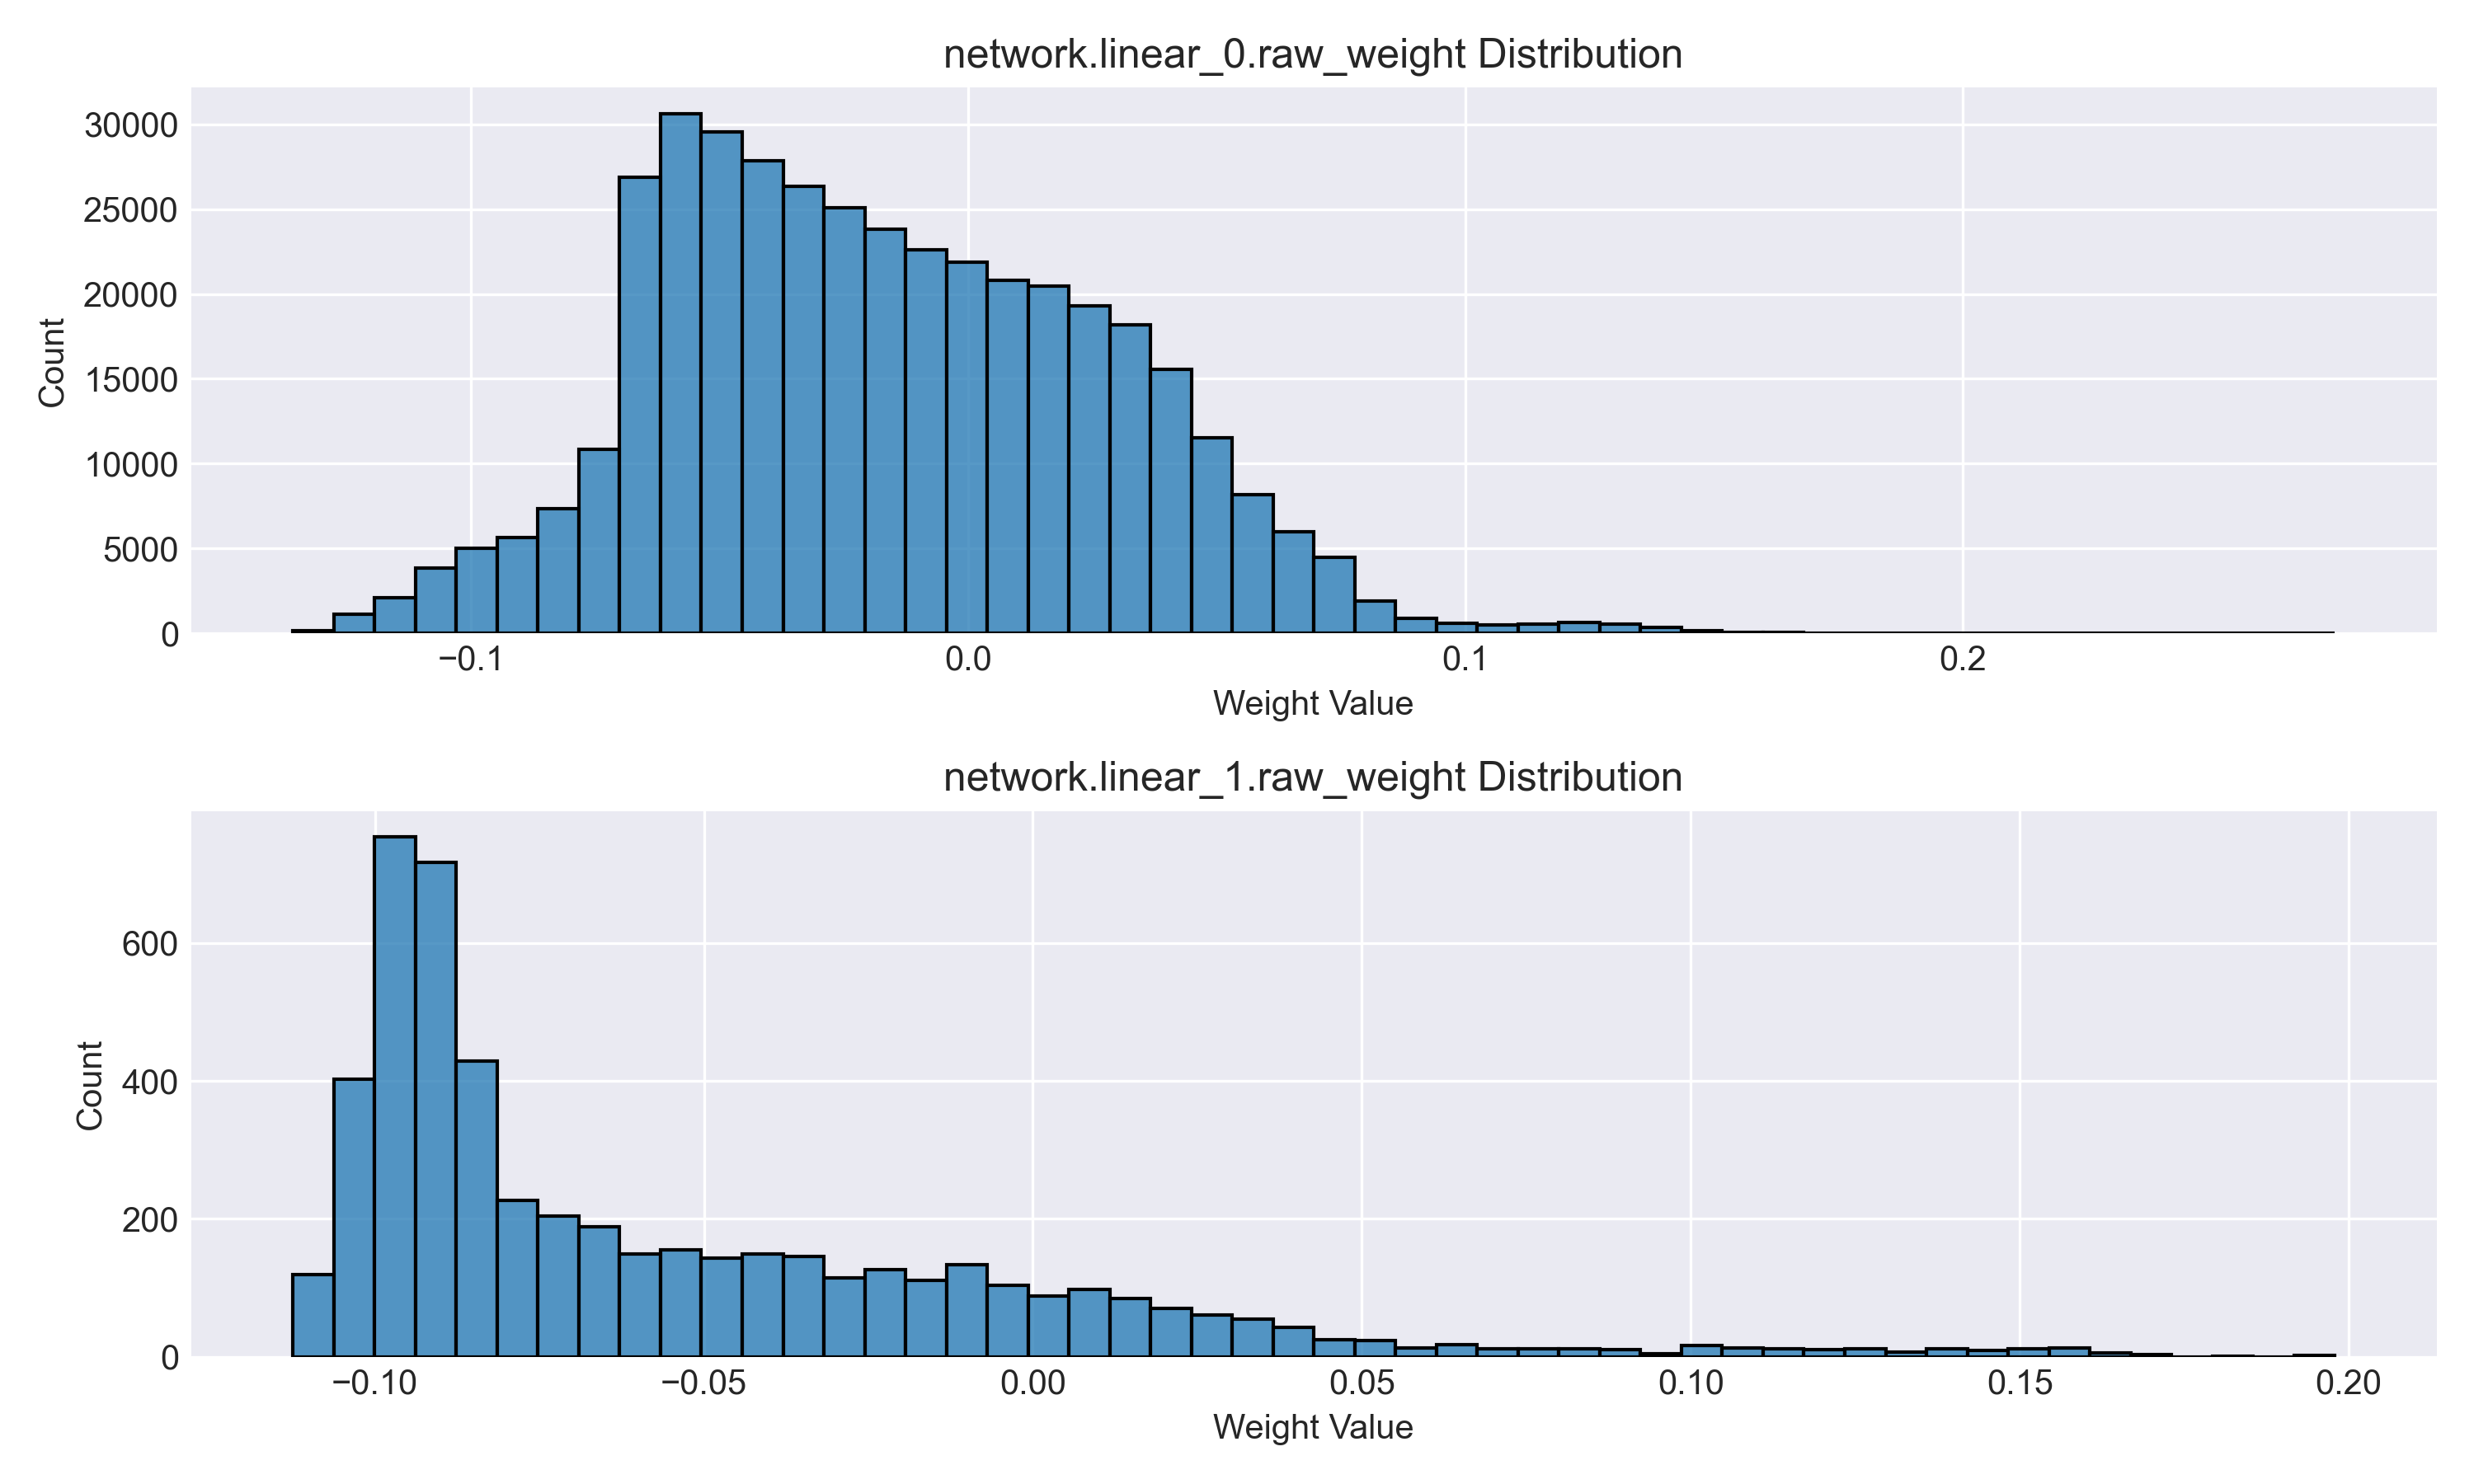 network.linear_0.raw_weight Distribution
30000
25000
20000
15000
10000
5000
0
Count
−0.1 0.0 0.1 0.2
Weight Value
network.linear_1.raw_weight Distribution
600
400
200
0
Count
−0.10 −0.05 0.00 0.05 0.10 0.15 0.20
Weight Value